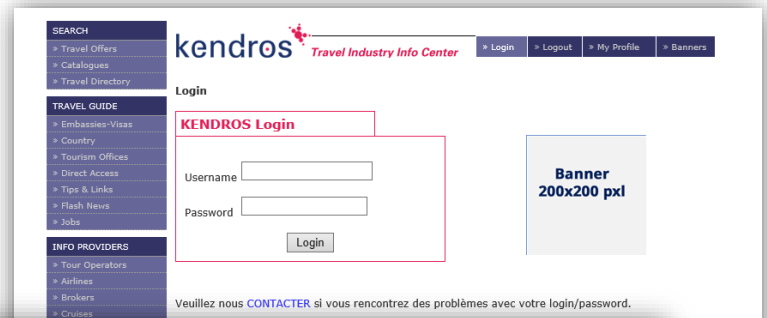 SEARCH
» Travel Offers
» Catalogues
» Travel Directory
TRAVEL GUIDE
» Embassies-Visas
» Country
» Tourism Offices
» Direct Access
» Tips & Links
» Flash News
» Jobs
INFO PROVIDERS
» Tour Operators
» Airlines
» Brokers
» Cruises
kendros Travel Industry Info Center
» Login » Logout » My Profile » Banners
Login
KENDROS Login
Username
Password
Login
Banner
200x200 pxl
Veuillez nous CONTACTER si vous rencontrez des problèmes avec votre login/password.